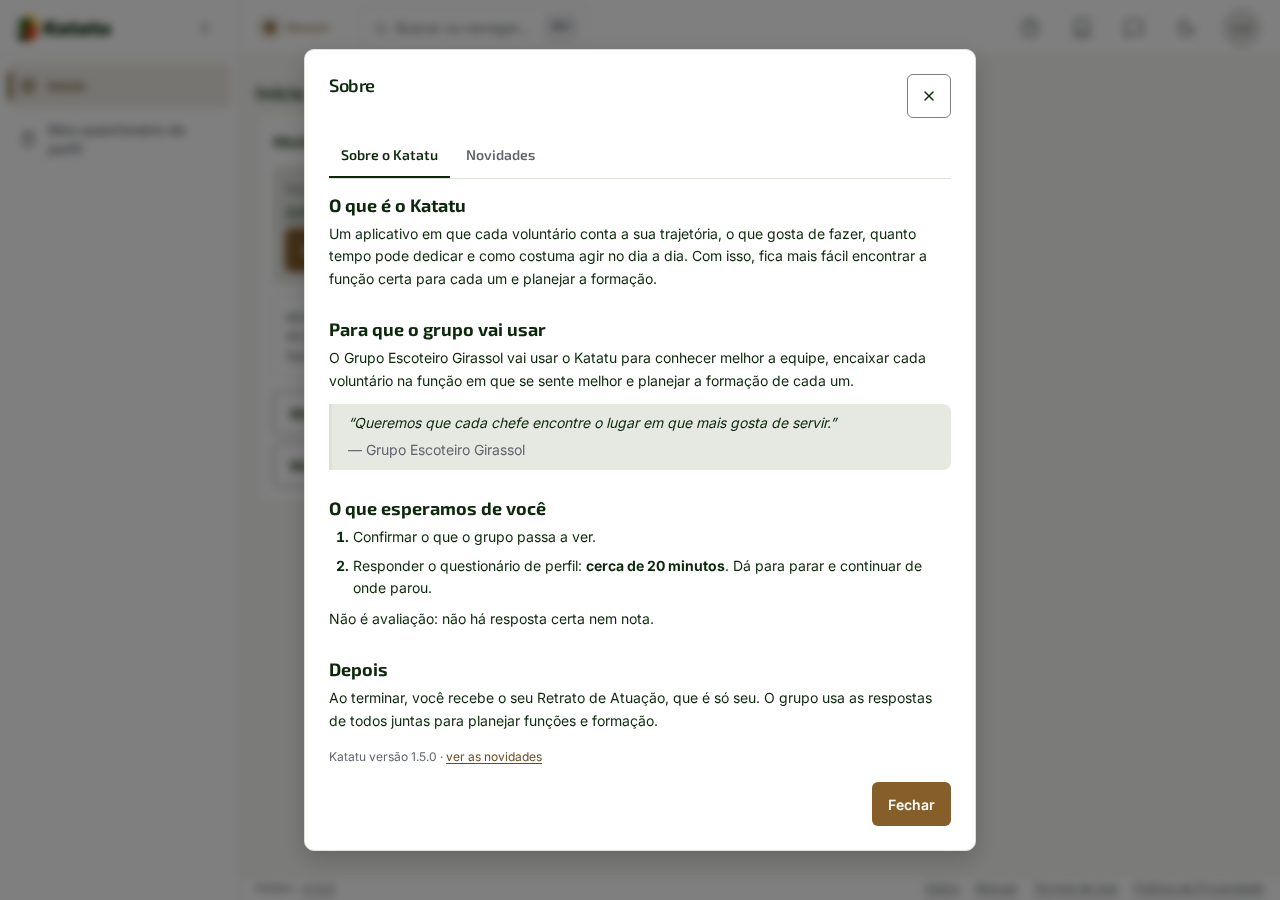 Katatu
Início
Meu questionário de
perfil
Sobre
Sobre o Katatu
Novidades
O que é o Katatu
Um aplicativo em que cada voluntário conta a sua trajetória, o que gosta de fazer, quanto
tempo pode dedicar e como costuma agir no dia a dia. Com isso, fica mais fácil encontrar a
função certa para cada um e planejar a formação.
Para que o grupo vai usar
O Grupo Escoteiro Girassol vai usar o Katatu para conhecer melhor a equipe, encaixar cada
voluntário na função em que se sente melhor e planejar a formação de cada um.
“Queremos que cada chefe encontre o lugar em que mais gosta de servir.”
— Grupo Escoteiro Girassol
O que esperamos de você
1. Confirmar o que o grupo passa a ver.
2. Responder o questionário de perfil: cerca de 20 minutos. Dá para parar e continuar de
onde parou.
Não é avaliação: não há resposta certa nem nota.
Depois
Ao terminar, você recebe o seu Retrato de Atuação, que é só seu. O grupo usa as respostas
de todos juntas para planejar funções e formação.
Katatu versão 1.5.0 · ver as novidades
Fechar